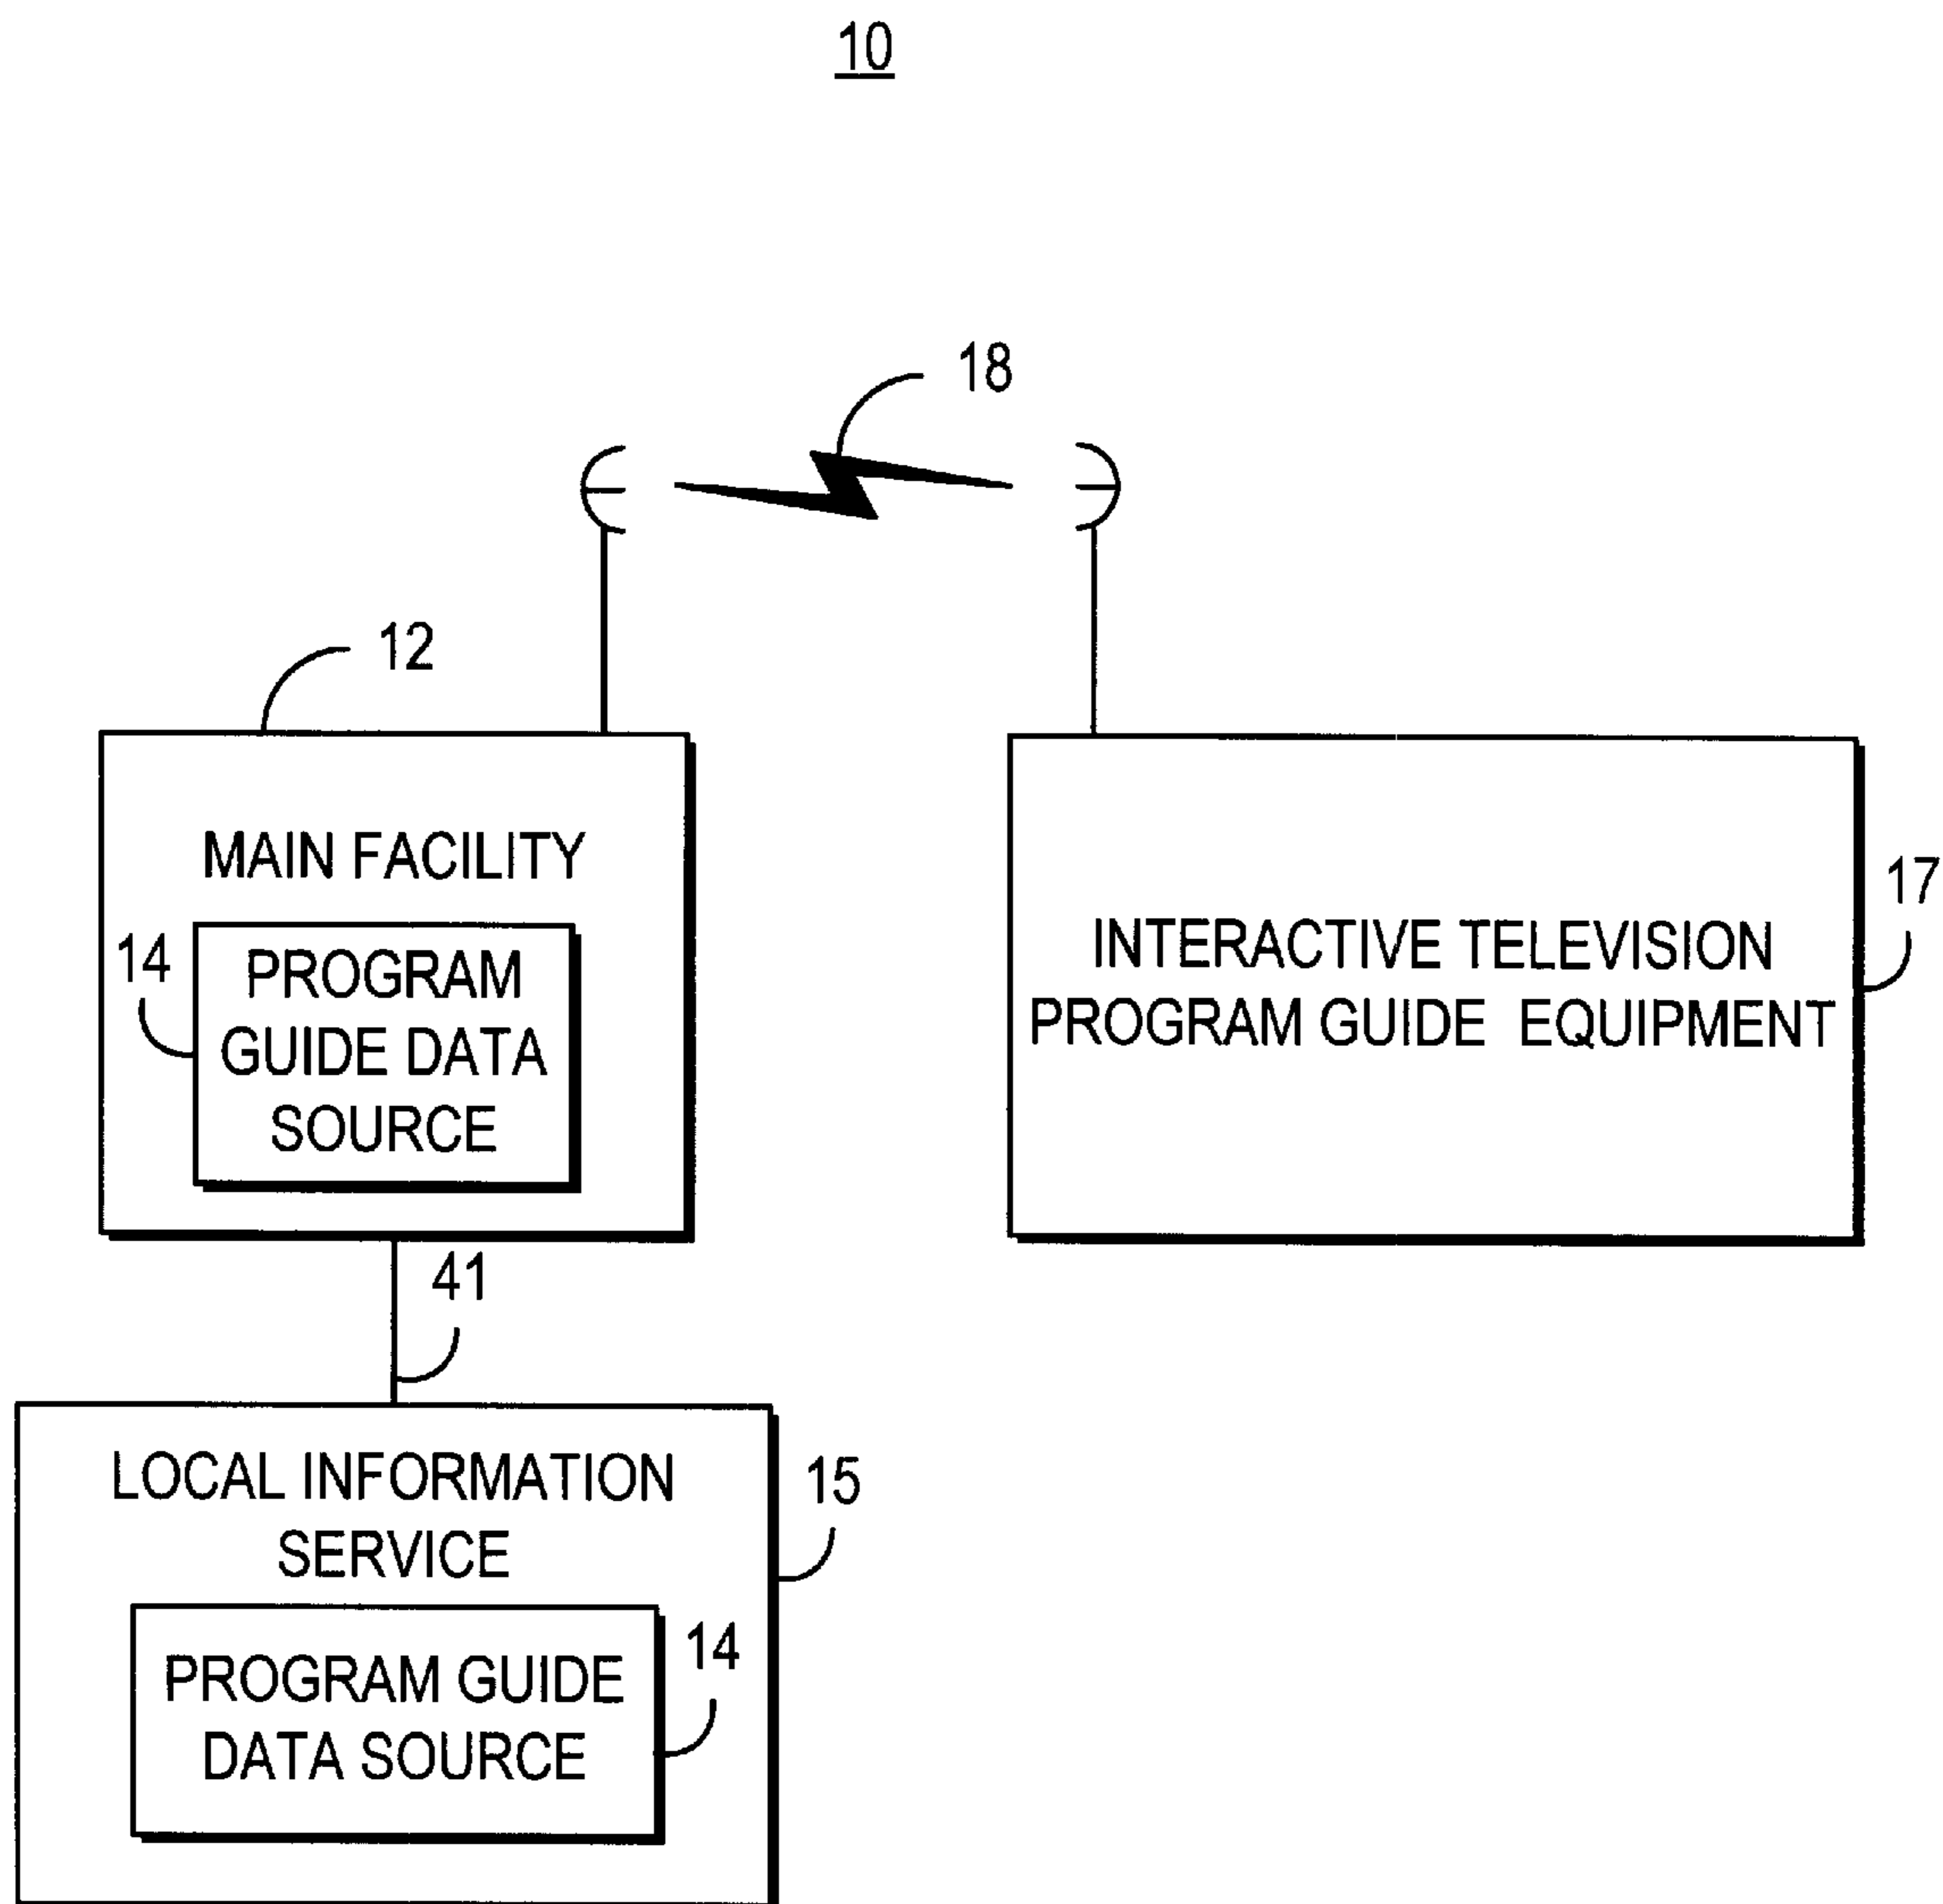 10
18
12
MAIN FACILITY
14
PROGRAM
GUIDE DATA
SOURCE
INTERACTIVE TELEVISION
PROGRAM GUIDE EQUIPMENT
17
41
LOCAL INFORMATION
SERVICE
15
PROGRAM GUIDE
DATA SOURCE
14